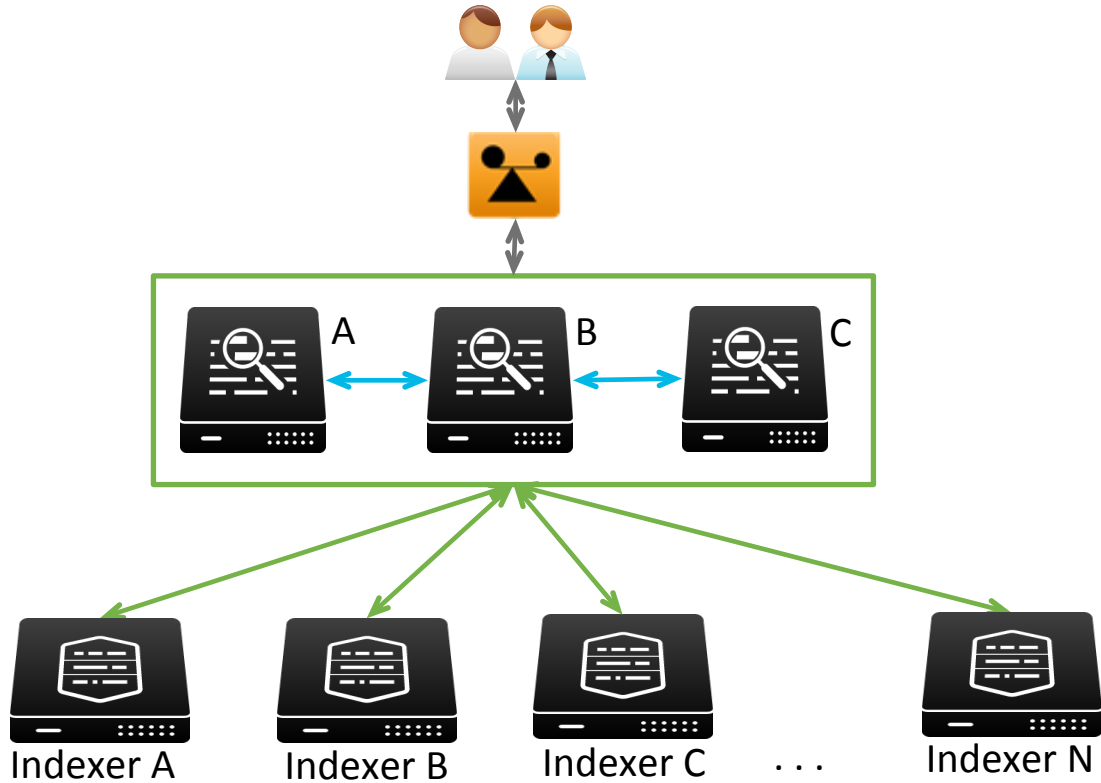 A
B
C
Indexer A
Indexer B
Indexer C
. . .
Indexer N